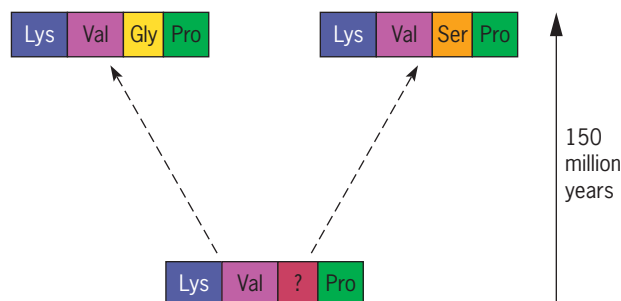 Lys Val Gly Pro
Lys Val Ser Pro
150
million
years
Lys Val ? Pro